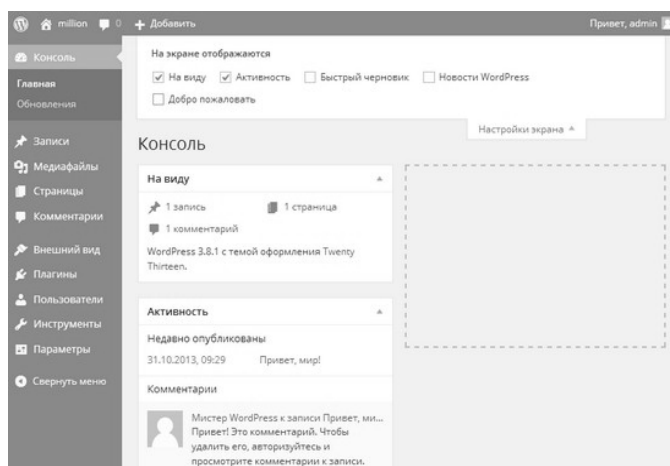 million 0 + Добавить Привет, admin
Консоль
Главная
Обновления
Записи
Медиафайлы
Страницы
Комментарии
Внешний вид
Плагины
Пользователи
Инструменты
Параметры
Свернуть меню
На экране отображаются
На виду Активность Быстрый черновик Новости WordPress
Добро пожаловать
Настройки экрана
Консоль
На виду
1 запись 1 страница
1 комментарий
WordPress 3.8.1 с темой оформления Twenty
Thirteen.
Активность
Недавно опубликованы
31.10.2013, 09:29 Привет, мир!
Комментарии
Мистер WordPress к записи Привет, ми...
Привет! Это комментарий. Чтобы
удалить его, авторизуйтесь и
просмотрите комментарии к записи.